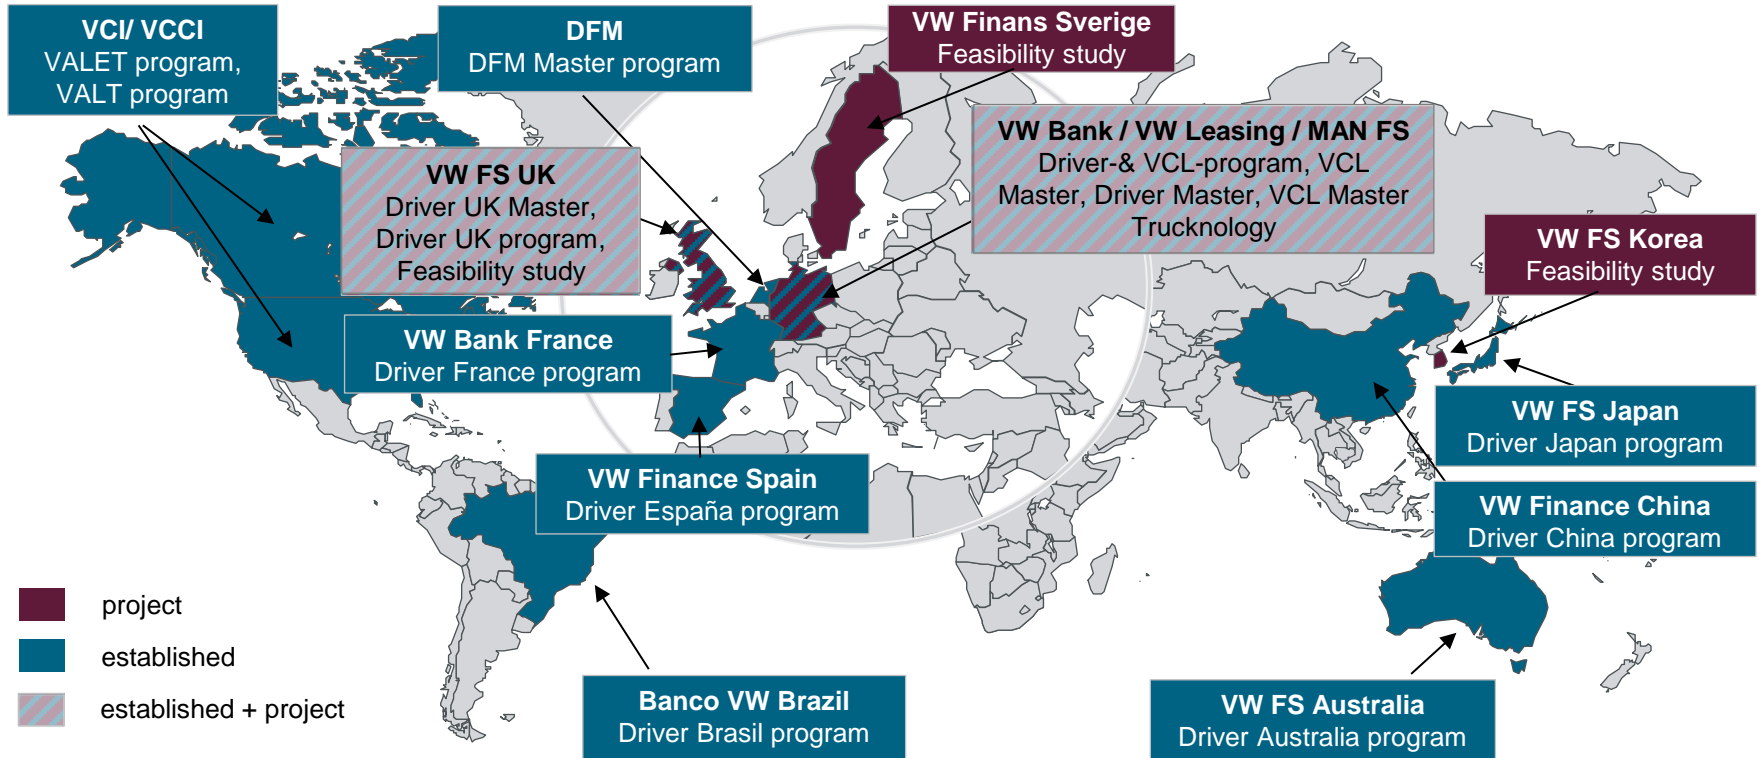 VCI/ VCCI
VALET program,
VALT program
DFM
DFM Master program
VW Finans Sverige
Feasibility study
VW Bank / VW Leasing / MAN FS
Driver-& VCL-program, VCL
Master, Driver Master, VCL Master
Trucknology
VW FS UK
Driver UK Master,
Driver UK program,
Feasibility study
VW FS Korea
Feasibility study
VW Bank France
Driver France program
VW FS Japan
Driver Japan program
VW Finance Spain
Driver España program
VW Finance China
Driver China program
project
established
established + project
Banco VW Brazil
Driver Brasil program
VW FS Australia
Driver Australia program